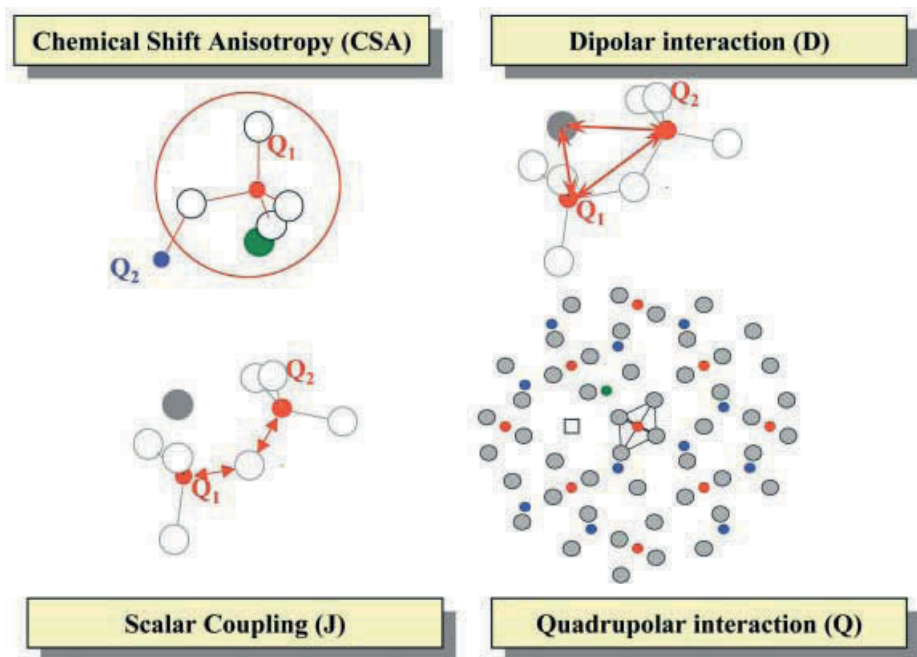 Chemical Shift Anisotropy (CSA)
Dipolar interaction (D)
Q1
Q2
Q2
Q1
Q2
Q1
Scalar Coupling (J)
Quadrupolar interaction (Q)